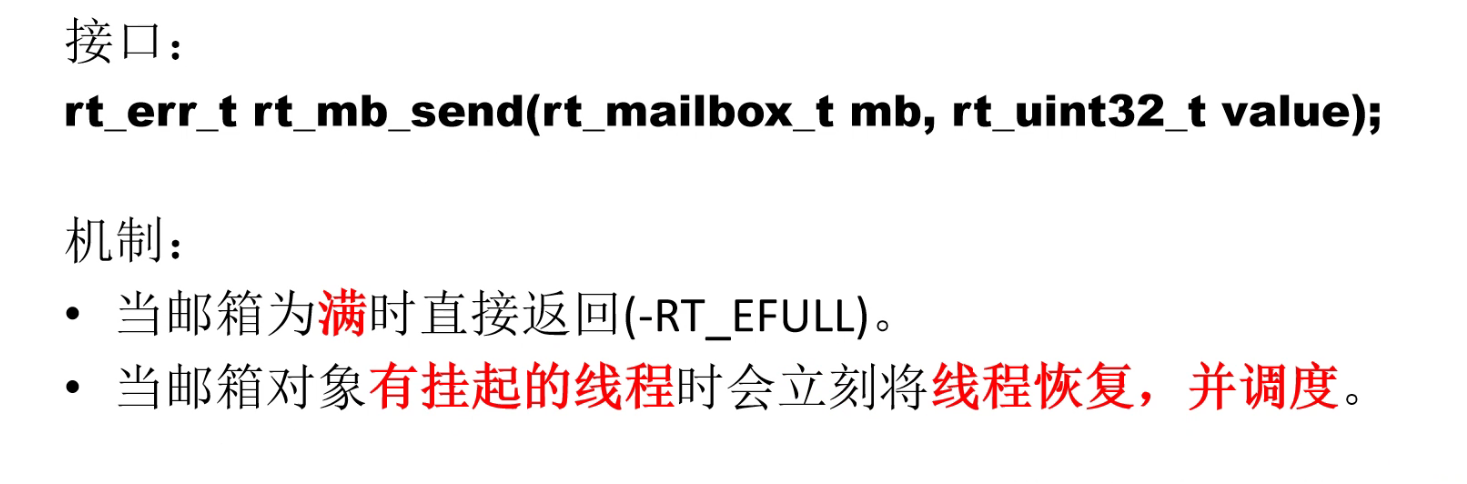 接口：
rt_err_t rt_mb_send(rt_mailbox_t mb, rt_uint32_t value);
机制：
• 当邮箱为满时直接返回(-RT_EFULL)。
• 当邮箱对象有挂起的线程时会立刻将线程恢复，并调度。